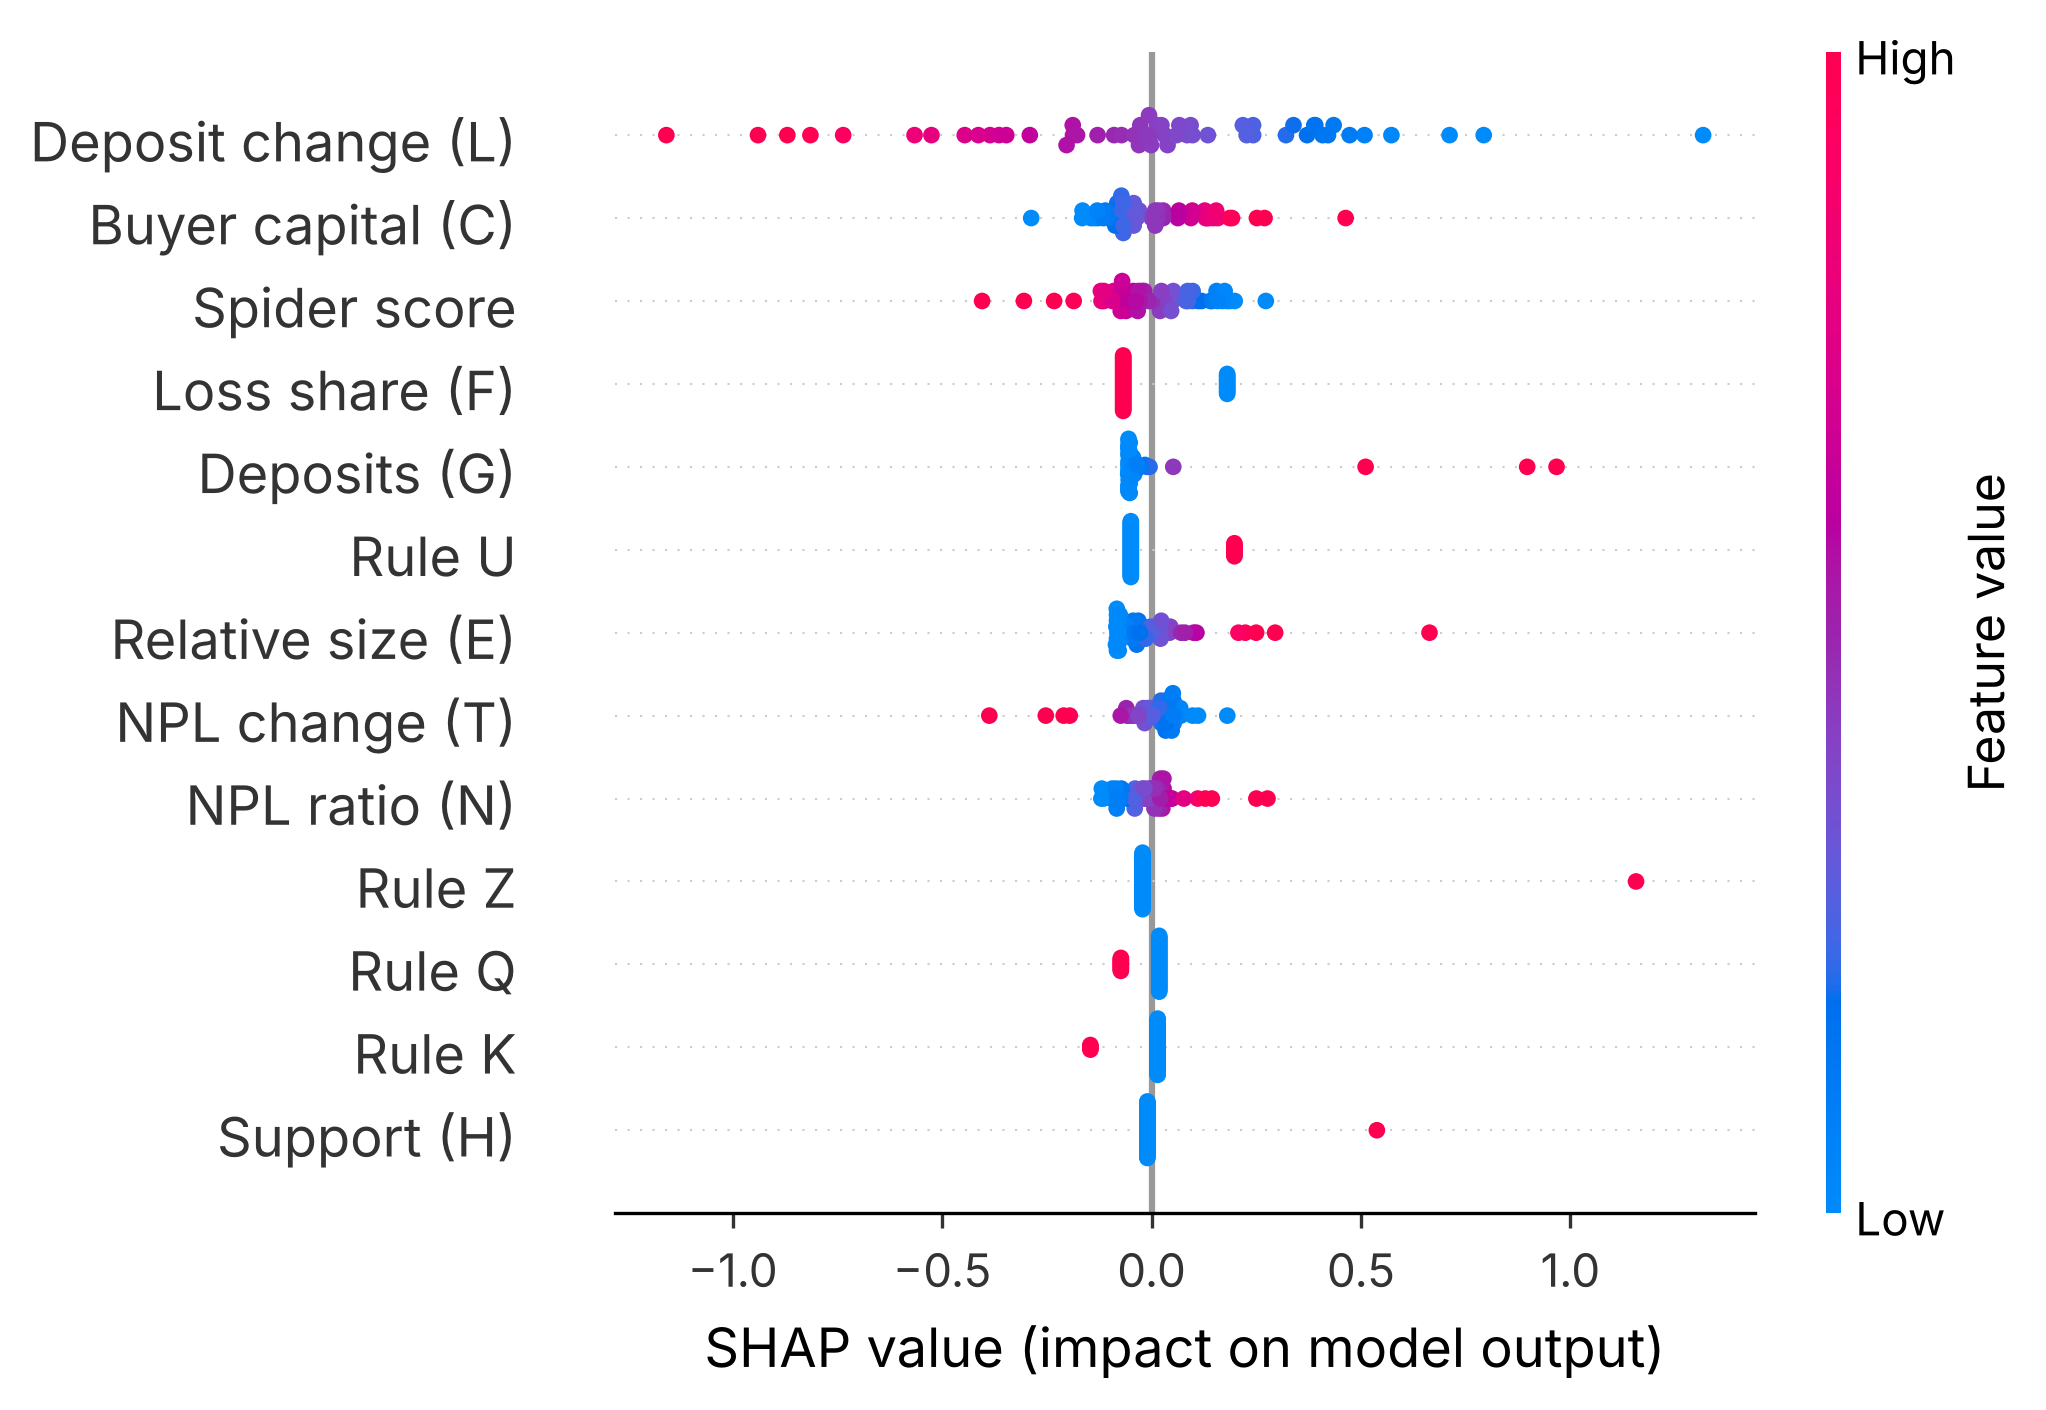 High
Deposit change (L)
Buyer capital (C)
Spider score
Loss share (F)
Deposits (G)
Rule U
Relative size (E)
NPL change (T)
NPL ratio (N)
Rule Z
Rule Q
Rule K
Support (H)
Low
Feature value
−1.0 −0.5 0.0 0.5 1.0
SHAP value (impact on model output)